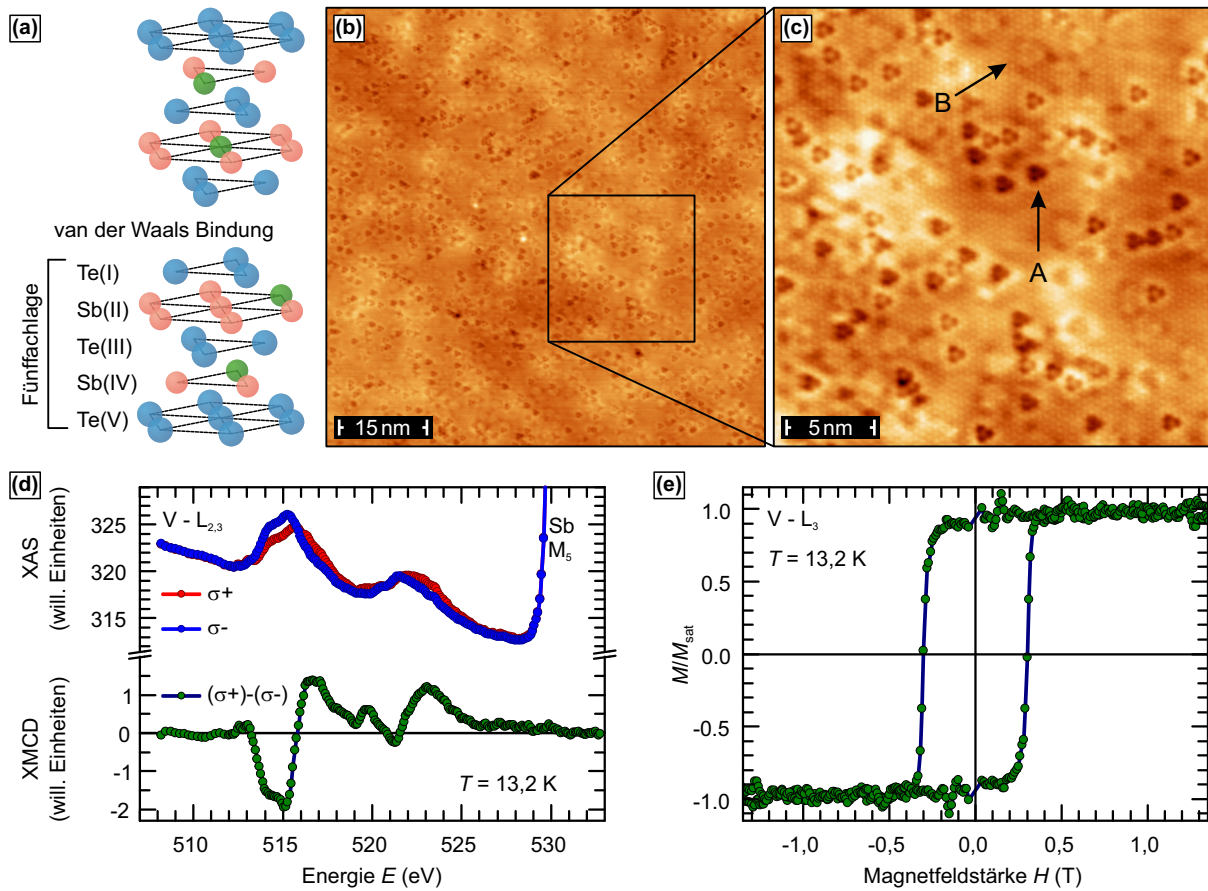 (a)
van der Waals Bindung
Fünffachlage
Te(I)
Sb(II)
Te(III)
Sb(IV)
Te(V)
(b)
15 nm
(c)
B
A
5 nm
(d)
V - L2,3
Sb
M5
XAS
(will. Einheiten)
325
320
315
σ+
σ-
XMCD
(will. Einheiten)
1
0
-1
-2
(σ+)-(σ-)
T = 13,2 K
510
515
520
525
530
Energie E (eV)
(e)
V - L3
T = 13,2 K
M/Msat
1.0
0.5
0.0
-0.5
-1.0
-1,0
-0,5
0,0
0,5
1,0
Magnetfeldstärke H (T)